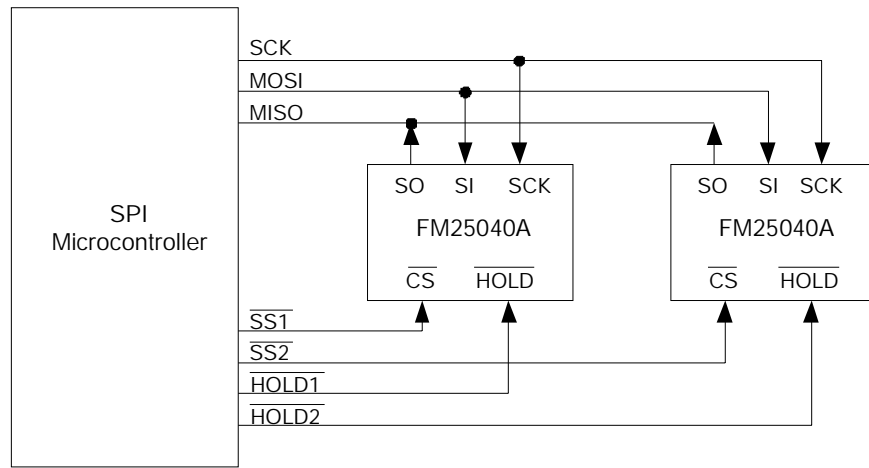 SCK
MOSI
MISO
SO SI SCK
SO SI SCK
SPI
Microcontroller
FM25040A
FM25040A
CS HOLD
CS HOLD
SS1
SS2
HOLD1
HOLD2